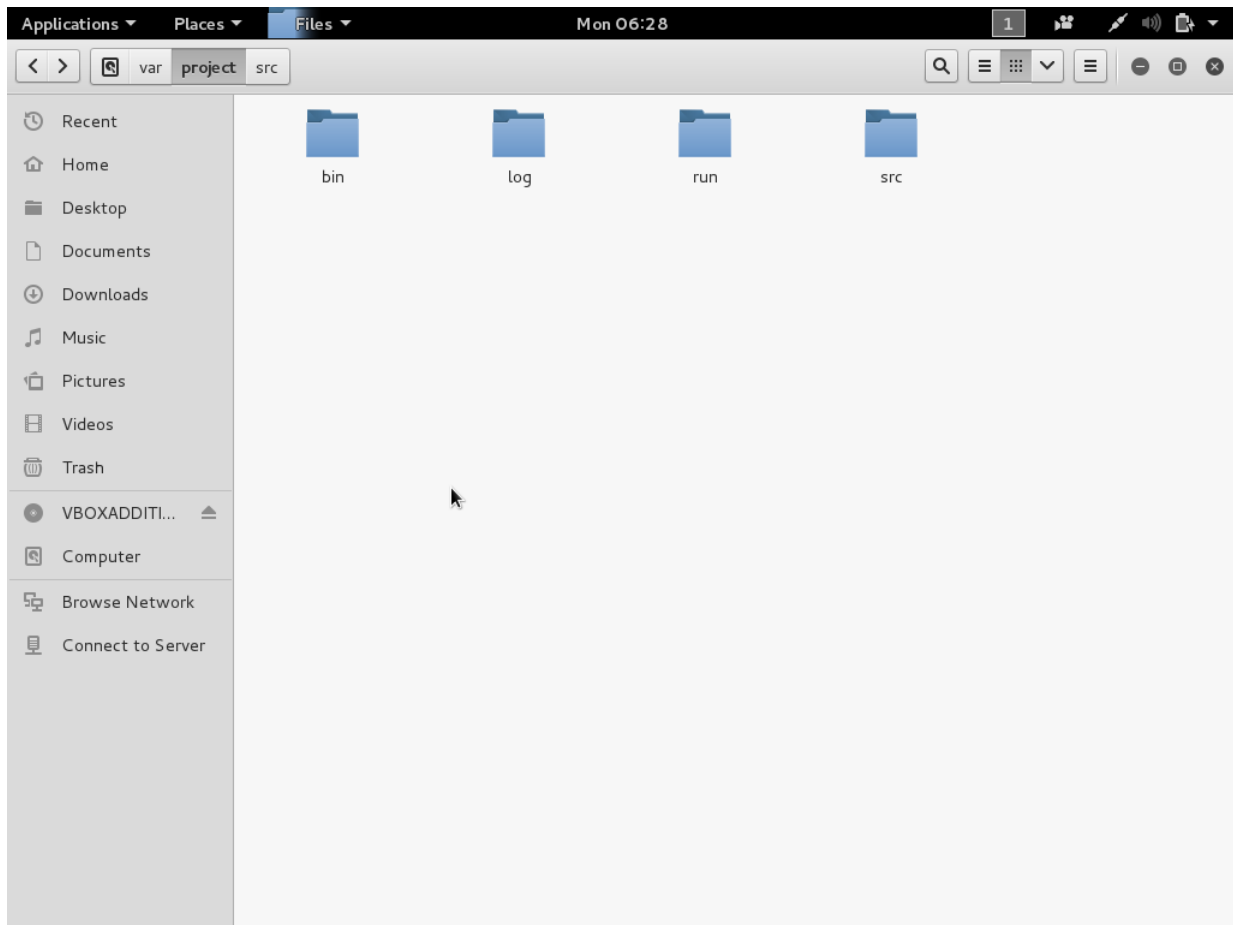 Applications Places Files Mon 06:28 1
var project src
Recent
Home
Desktop
Documents
Downloads
Music
Pictures
Videos
Trash
VBOXADDITI...
Computer
Browse Network
Connect to Server
bin log run src